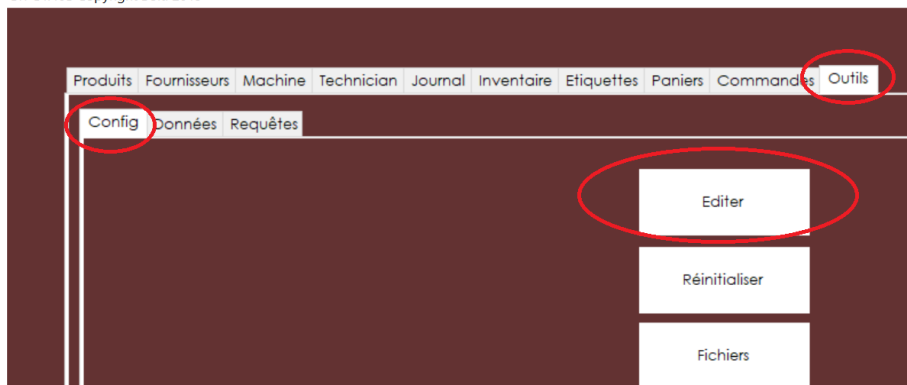 Produits Fournisseurs Machine Technician Journal Inventaire Etiquettes Paniers Commandes Outils
Config Données Requêtes
Editer
Réinitialiser
Fichiers